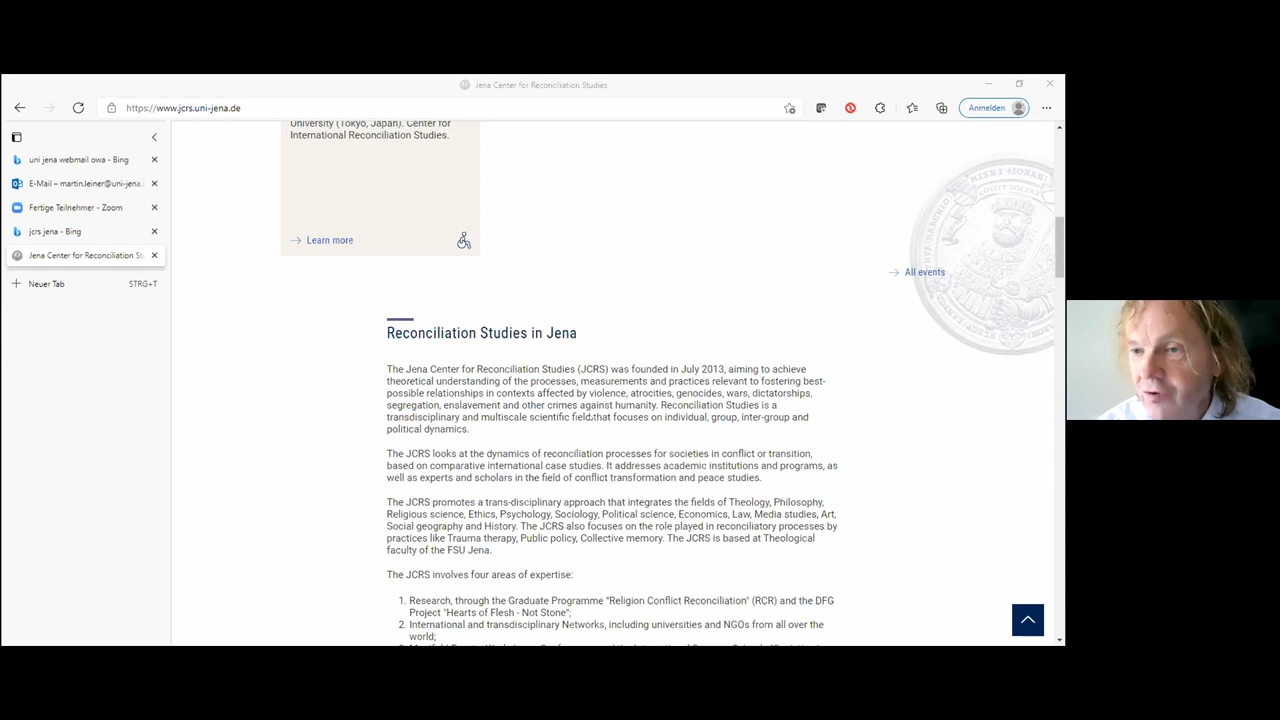 Jena Center for Reconciliation Studies
https://www.jcrs.uni-jena.de
Anmelden
uni jena webmail owa - Bing
E-Mail – martin.leiner@uni-jena.
Fertige Teilnehmer - Zoom
jcrs jena - Bing
Jena Center for Reconciliation St
Neuer Tab
STRG+T
University (Tokyo, Japan). Center for
International Reconciliation Studies.
Learn more
All events
Reconciliation Studies in Jena
The Jena Center for Reconciliation Studies (JCRS) was founded in July 2013, aiming to achieve
theoretical understanding of the processes, measurements and practices relevant to fostering best-
possible relationships in contexts affected by violence, atrocities, genocides, wars, dictatorships,
segregation, enslavement and other crimes against humanity. Reconciliation Studies is a
transdisciplinary and multiscale scientific field that focuses on individual, group, inter-group and
political dynamics.
The JCRS looks at the dynamics of reconciliation processes for societies in conflict or transition,
based on comparative international case studies. It addresses academic institutions and programs, as
well as experts and scholars in the field of conflict transformation and peace studies.
The JCRS promotes a trans-disciplinary approach that integrates the fields of Theology, Philosophy,
Religious science, Ethics, Psychology, Sociology, Political science, Economics, Law, Media studies, Art,
Social geography and History. The JCRS also focuses on the role played in reconciliatory processes by
practices like Trauma therapy, Public policy, Collective memory. The JCRS is based at Theological
faculty of the FSU Jena.
The JCRS involves four areas of expertise:
1. Research, through the Graduate Programme "Religion Conflict Reconciliation" (RCR) and the DFG
Project "Hearts of Flesh - Not Stone";
2. International and transdisciplinary Networks, including universities and NGOs from all over the
world;